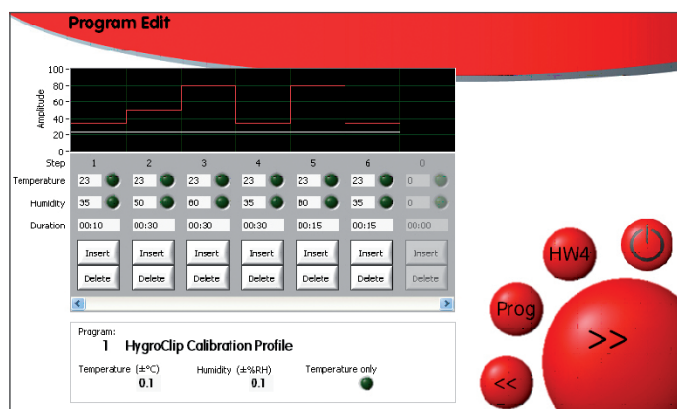 Program Edit
100
80
60
40
20
0
Amplitude
Step 1 2 3 4 5 6 0
Temperature 23 23 23 23 23 23 0
Humidity 35 50 80 35 80 35 0
Duration 00:10 00:30 00:30 00:30 00:15 00:15 00:00
Insert Insert Insert Insert Insert Insert Insert
Delete Delete Delete Delete Delete Delete Delete
HW4
Prog
>>
<<
Program:
1 HygroClip Calibration Profile
Temperature (±°C) Humidity (±%RH) Temperature only
0.1 0.1